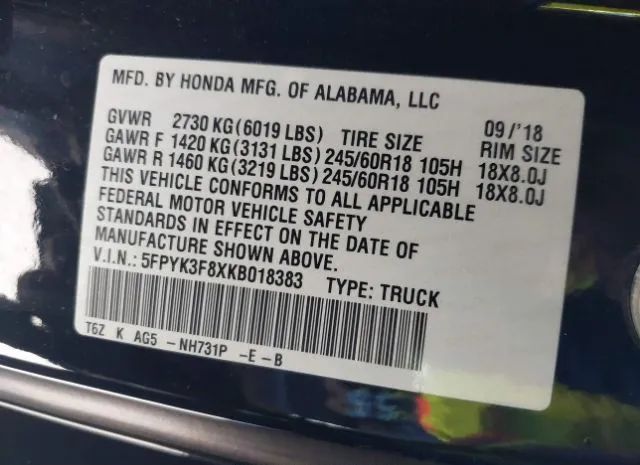 MFD. BY HONDA MFG. OF ALABAMA, LLC
GVWR 2730 KG (6019 LBS) TIRE SIZE 09/'18 RIM SIZE
GAWR F 1420 KG (3131 LBS) 245/60R18 105H 18X8.0J
GAWR R 1460 KG (3219 LBS) 245/60R18 105H 18X8.0J
THIS VEHICLE CONFORMS TO ALL APPLICABLE
FEDERAL MOTOR VEHICLE SAFETY
STANDARDS IN EFFECT ON THE DATE OF
MANUFACTURE SHOWN ABOVE.
V.I.N.: 5FPYK3F8XKB018383 TYPE: TRUCK
T6Z K AG5 -NH731P -E-B